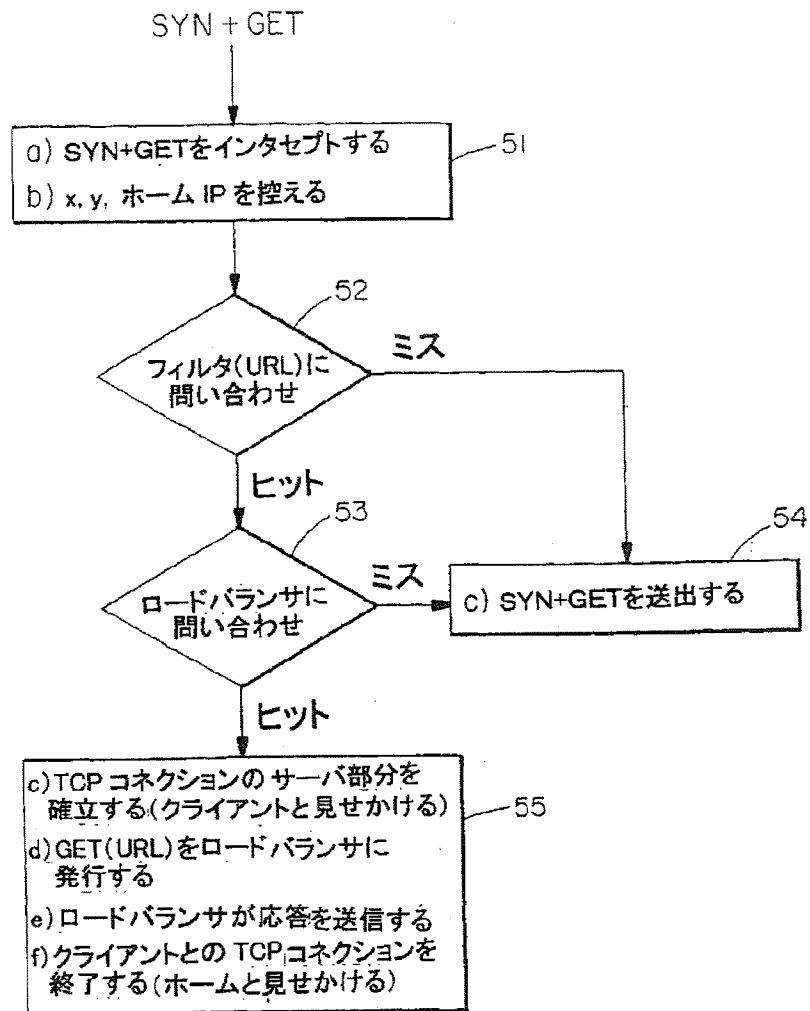 SYN + GET
a) SYN+GETをインタセプトする
b) x, y, ホーム IP を控える
51
52
フィルタ(URL)に
問い合わせ
ミス
ヒット
53
ロードバランサに
問い合わせ
ミス
54
c) SYN+GETを送出する
ヒット
c)TCP コネクションの サーバ部分を
確立する(クライアントと見せかける)
d)GET(URL)をロードバランサに
発行する
e)ロードバランサが応答を送信する
f)クライアントとの TCPコネクションを
終了する(ホームと見せかける)
55